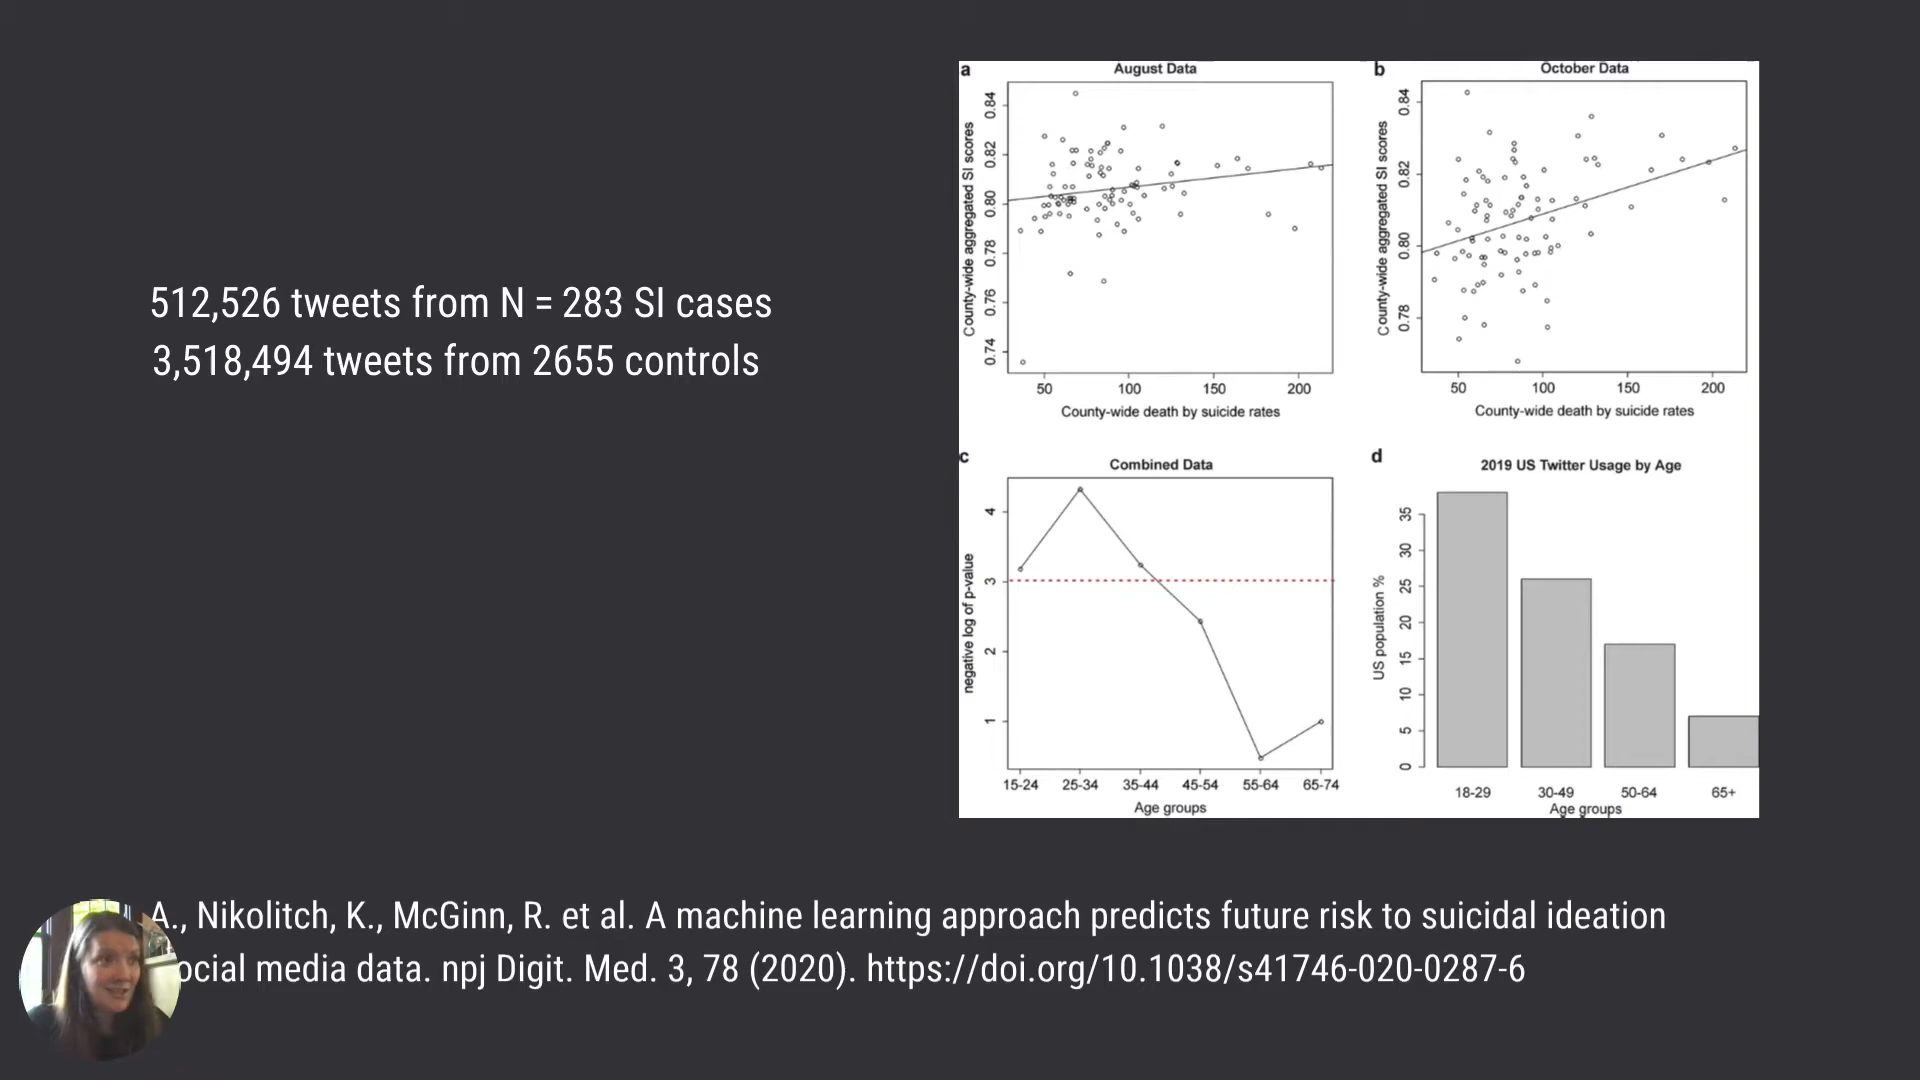 512,526 tweets from N = 283 SI cases
3,518,494 tweets from 2655 controls
a
August Data
County-wide aggregated SI scores
0.84
0.82
0.80
0.78
0.76
0.74
50 100 150 200
County-wide death by suicide rates
b
October Data
County-wide aggregated SI scores
0.84
0.82
0.80
0.78
50 100 150 200
County-wide death by suicide rates
c
Combined Data
negative log of p-value
4
3
2
1
15-24 25-34 35-44 45-54 55-64 65-74
Age groups
d
2019 US Twitter Usage by Age
US population %
35
30
25
20
15
10
5
0
18-29 30-49 50-64 65+
Age groups
A., Nikolitch, K., McGinn, R. et al. A machine learning approach predicts future risk to suicidal ideation
ocial media data. npj Digit. Med. 3, 78 (2020). https://doi.org/10.1038/s41746-020-0287-6